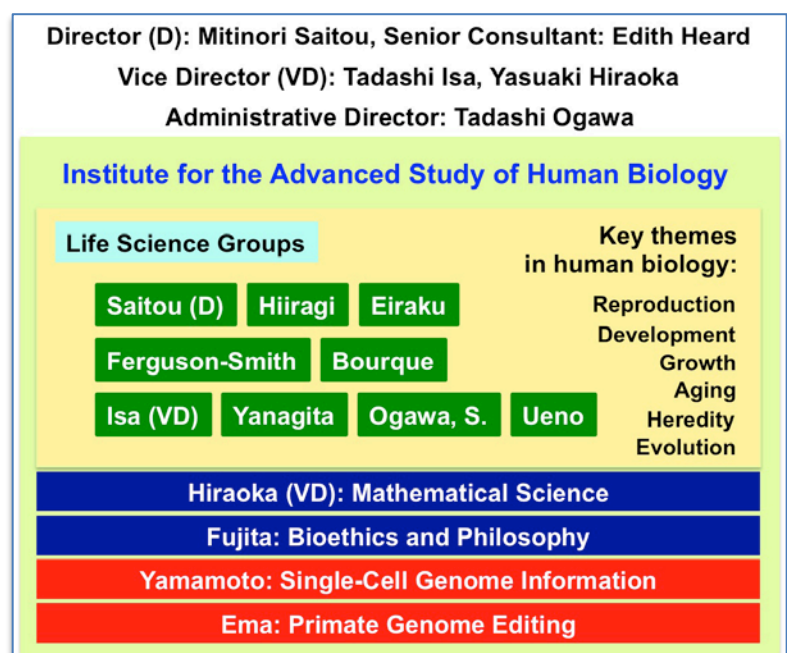 Director (D): Mitinori Saitou, Senior Consultant: Edith Heard
Vice Director (VD): Tadashi Isa, Yasuaki Hiraoka
Administrative Director: Tadashi Ogawa
Institute for the Advanced Study of Human Biology
Life Science Groups
Key themes
in human biology:
Saitou (D) Hiiragi Eiraku
Reproduction
Development
Ferguson-Smith Bourque
Growth
Aging
Isa (VD) Yanagita Ogawa, S. Ueno
Heredity
Evolution
Hiraoka (VD): Mathematical Science
Fujita: Bioethics and Philosophy
Yamamoto: Single-Cell Genome Information
Ema: Primate Genome Editing